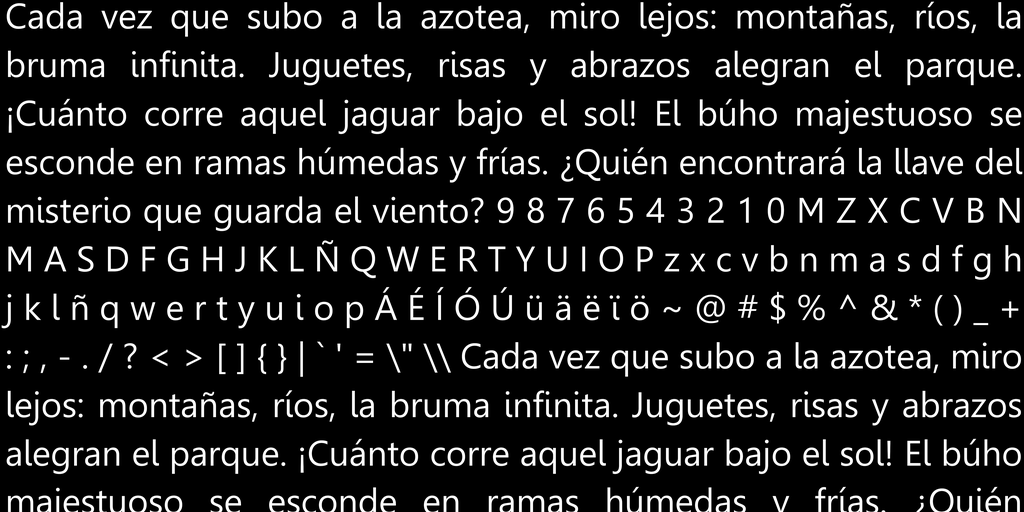 Cada vez que subo a la azotea, miro lejos: montañas, ríos, la
bruma infinita. Juguetes, risas y abrazos alegran el parque.
¡Cuánto corre aquel jaguar bajo el sol! El búho majestuoso se
esconde en ramas húmedas y frías. ¿Quién encontrará la llave del
misterio que guarda el viento? 9 8 7 6 5 4 3 2 1 0 M Z X C V B N
M A S D F G H J K L Ñ Q W E R T Y U I O P z x c v b n m a s d f g h
j k l ñ q w e r t y u i o p Á É Í Ó Ú ü ä ë ï ö ~ @ # $ % ^ & * ( ) _ +
: ; , - . / ? < > [ ] { } | ` ' = \" \\ Cada vez que subo a la azotea, miro
lejos: montañas, ríos, la bruma infinita. Juguetes, risas y abrazos
alegran el parque. ¡Cuánto corre aquel jaguar bajo el sol! El búho
majestuoso se esconde en ramas húmedas y frías. ¿Quién